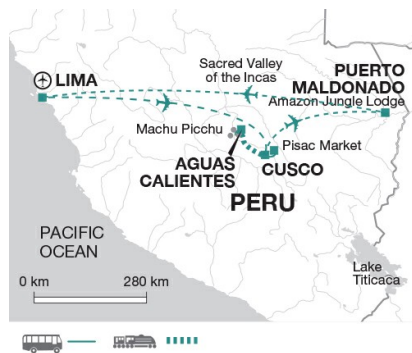 LIMA
Sacred Valley
of the Incas
PUERTO
MALDONADO
Amazon Jungle Lodge
Machu Picchu
Pisac Market
AGUAS
CALIENTES
CUSCO
PERU
PACIFIC
OCEAN
Lake
Titicaca
0 km
280 km